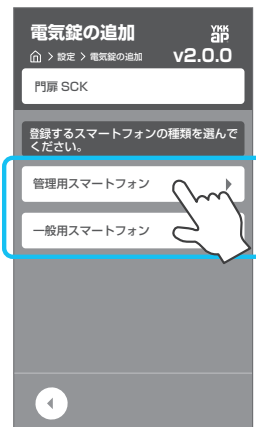 電気錠の追加
YKK
ap
> 設定 > 電気錠の追加
v2.0.0
門扉 SCK
登録するスマートフォンの種類を選んで
ください。
管理用スマートフォン
一般用スマートフォン